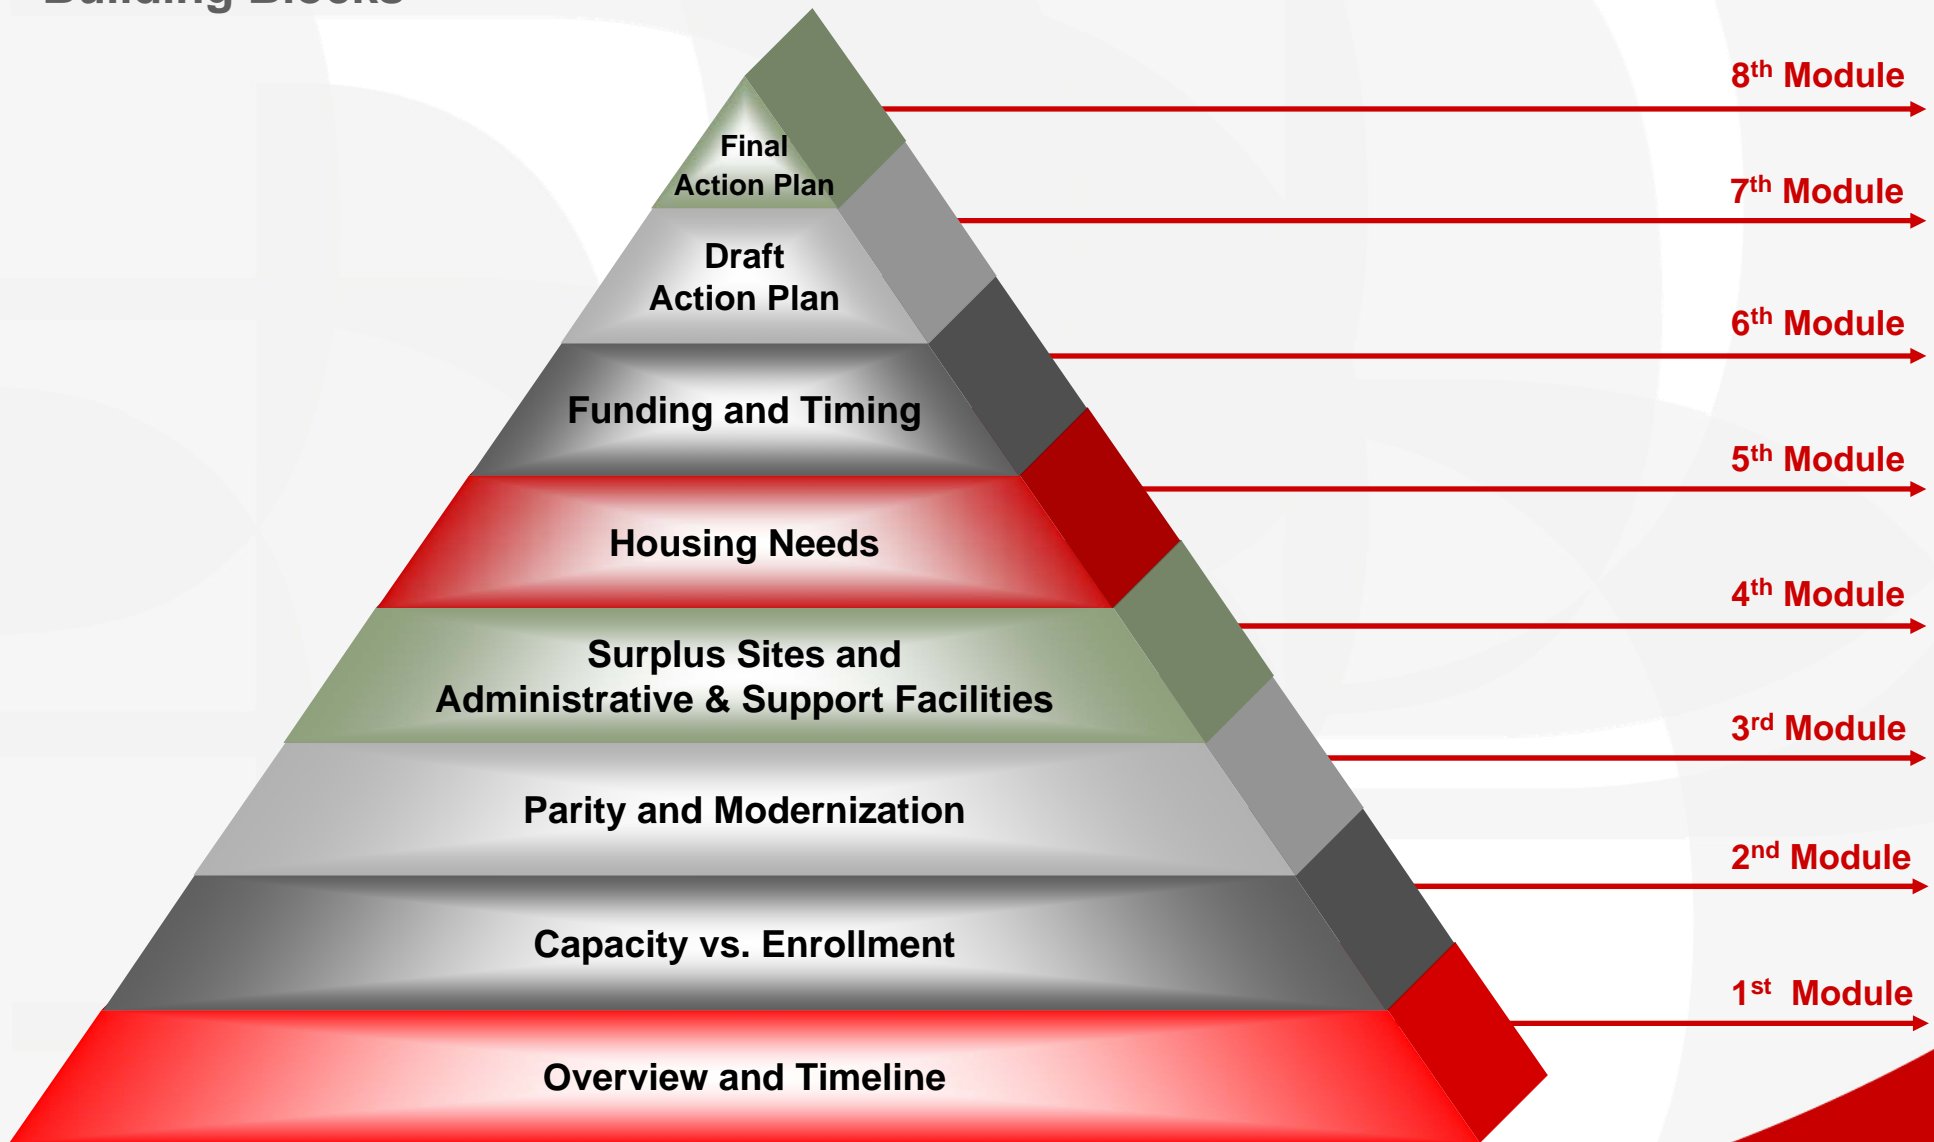 Building Blocks
8th Module
Final
Action Plan
7th Module
Draft
Action Plan
6th Module
Funding and Timing
5th Module
Housing Needs
4th Module
Surplus Sites and
Administrative & Support Facilities
3rd Module
Parity and Modernization
2nd Module
Capacity vs. Enrollment
1st Module
Overview and Timeline